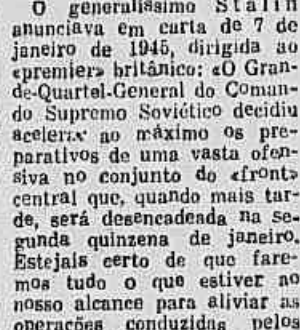 O generalíssimo Stalin
anunciava em carta de 7 de
janeiro de 1945, dirigida ao
«premier» britânico: «O Gran-
de-Quartel-General do Coman-
do Supremo Soviético decidiu
acelerar ao máximo os pre-
parativos de uma vasta ofen-
siva no conjunto do «front»
central que, quando mais tar-
de, será desencadeada na se-
gunda quinzena de janeiro.
Estejais certo de que fare-
mos tudo o que estiver ao
nosso alcance para aliviar as
operações conduzidas pelos